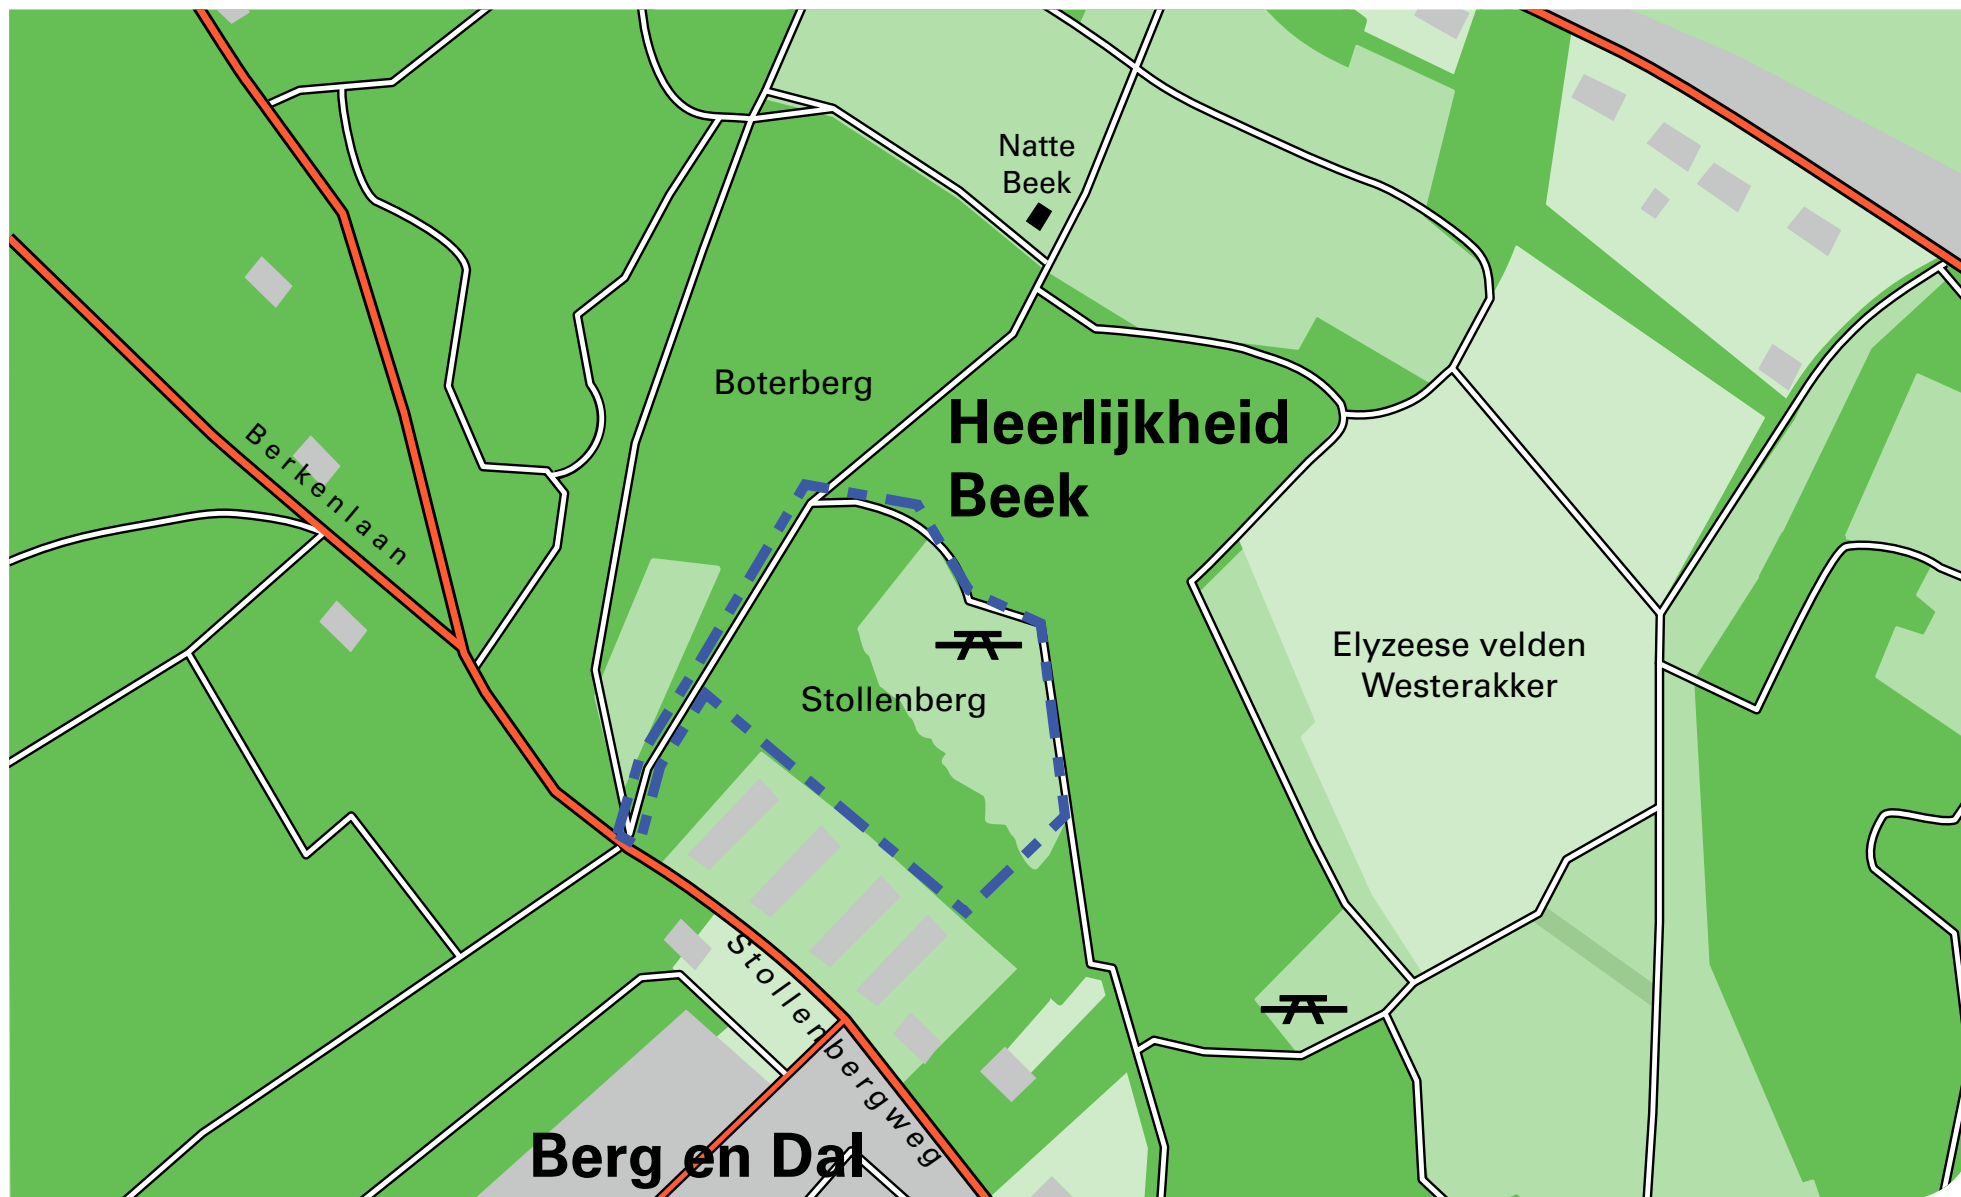 Natte
Beek
Boterberg
Heerlijkheid
Beek
Berkenlaan
Elyzeese velden
Westerakker
Stollenberg
Stollenbergweg
Berg en Dal